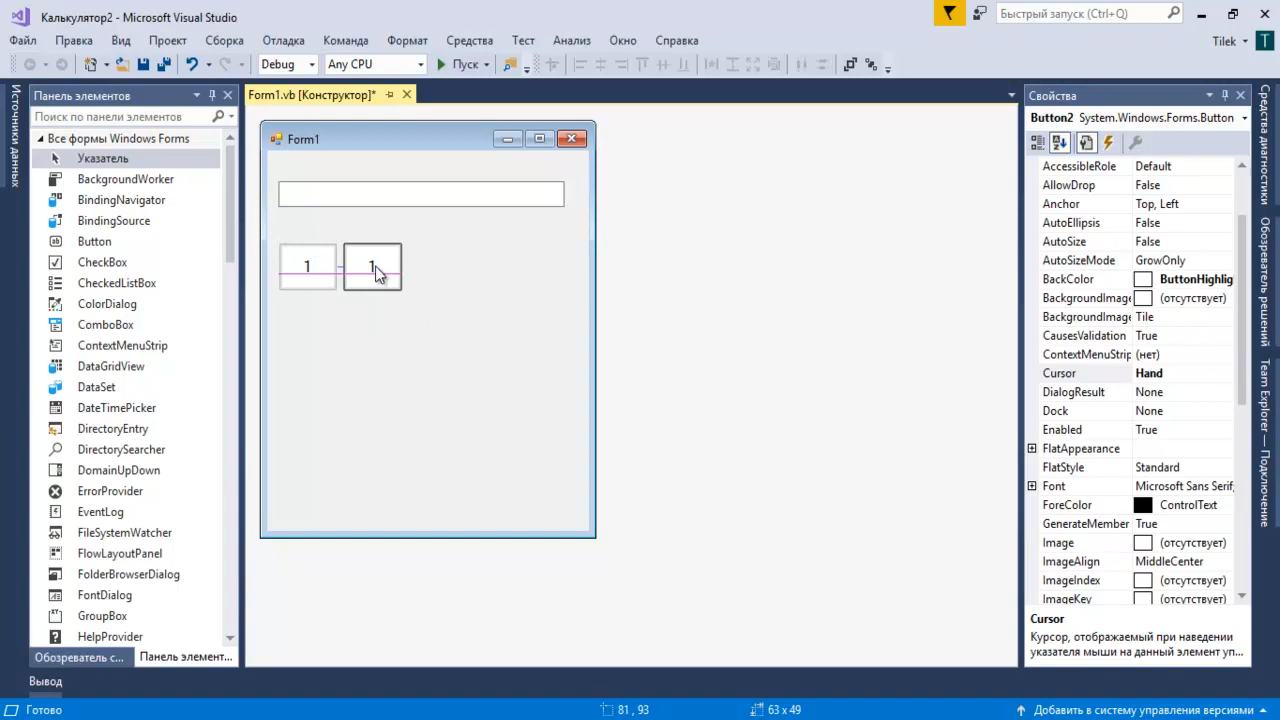 Калькулятор2 - Microsoft Visual Studio
Быстрый запуск (Ctrl+Q)
Файл Правка Вид Проект Сборка Отладка Команда Формат Средства Тест Анализ Окно Справка
Tilek T
Debug Any CPU Пуск
Источники данных
Панель элементов
Поиск по панели элементов
Все формы Windows Forms
Указатель
BackgroundWorker
BindingNavigator
BindingSource
Button
CheckBox
CheckedListBox
ColorDialog
ComboBox
ContextMenuStrip
DataGridView
DataSet
DateTimePicker
DirectoryEntry
DirectorySearcher
DomainUpDown
ErrorProvider
EventLog
FileSystemWatcher
FlowLayoutPanel
FolderBrowserDialog
FontDialog
GroupBox
HelpProvider
Обозреватель с... Панель элемент...
Form1.vb [Конструктор]*
Form1
1 1
Свойства
Button2 System.Windows.Forms.Button
AccessibleRole Default
AllowDrop False
Anchor Top, Left
AutoEllipsis False
AutoSize False
AutoSizeMode GrowOnly
BackColor ButtonHighlig
BackgroundImage (отсутствует)
BackgroundImage Tile
CausesValidation True
ContextMenuStrip (нет)
Cursor Hand
DialogResult None
Dock None
Enabled True
FlatAppearance
FlatStyle Standard
Font Microsoft Sans Serif,
ForeColor ControlText
GenerateMember True
Image (отсутствует)
ImageAlign MiddleCenter
ImageIndex (отсутствует)
ImageKey (отсутствует)
Cursor
Курсор, отображаемый при наведении
указателя мыши на данный элемент уп...
Средства диагностики
Обозреватель решений
Team Explorer — Подключение
Вывод
Готово 81 , 93 63 x 49 Добавить в систему управления версиями